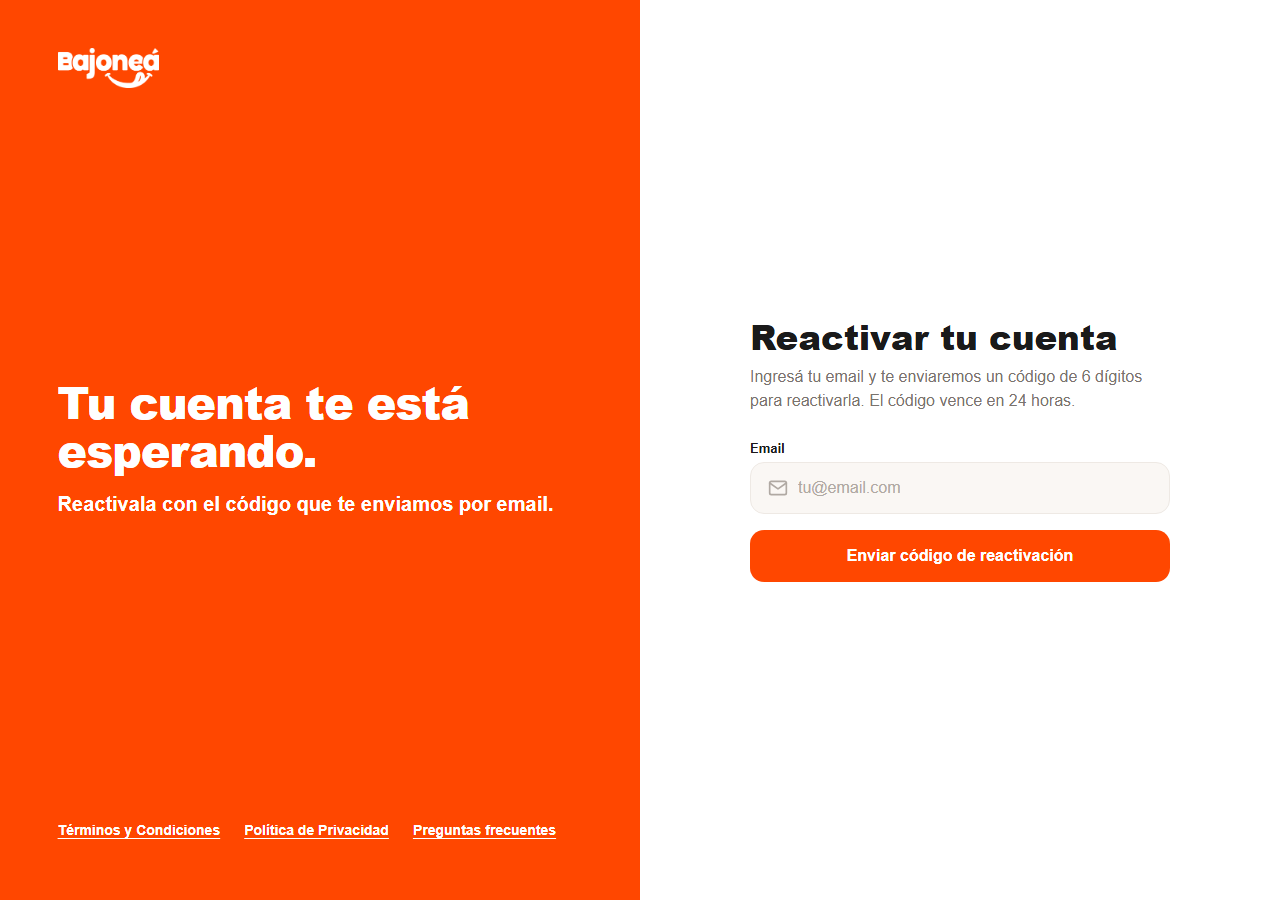 Bajoneá
Tu cuenta te está
esperando.
Reactivala con el código que te enviamos por email.
Términos y Condiciones
Política de Privacidad
Preguntas frecuentes
Reactivar tu cuenta
Ingresá tu email y te enviaremos un código de 6 dígitos
para reactivarla. El código vence en 24 horas.
Email
tu@email.com
Enviar código de reactivación